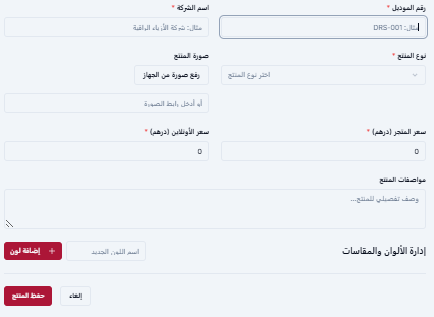 رقم الموديل *
اسم الشركة *
مثال: DRS-001
مثال: شركة الأزياء الراقية
نوع المنتج *
صورة المنتج
اختر نوع المنتج
رفع صورة من الجهاز
أو أدخل رابط الصورة
سعر المتجر (درهم) *
سعر الأونلاين (درهم) *
0
0
مواصفات المنتج
وصف تفصيلي للمنتج...
إدارة الألوان والمقاسات
اسم اللون الجديد
+ إضافة لون
إلغاء
حفظ المنتج